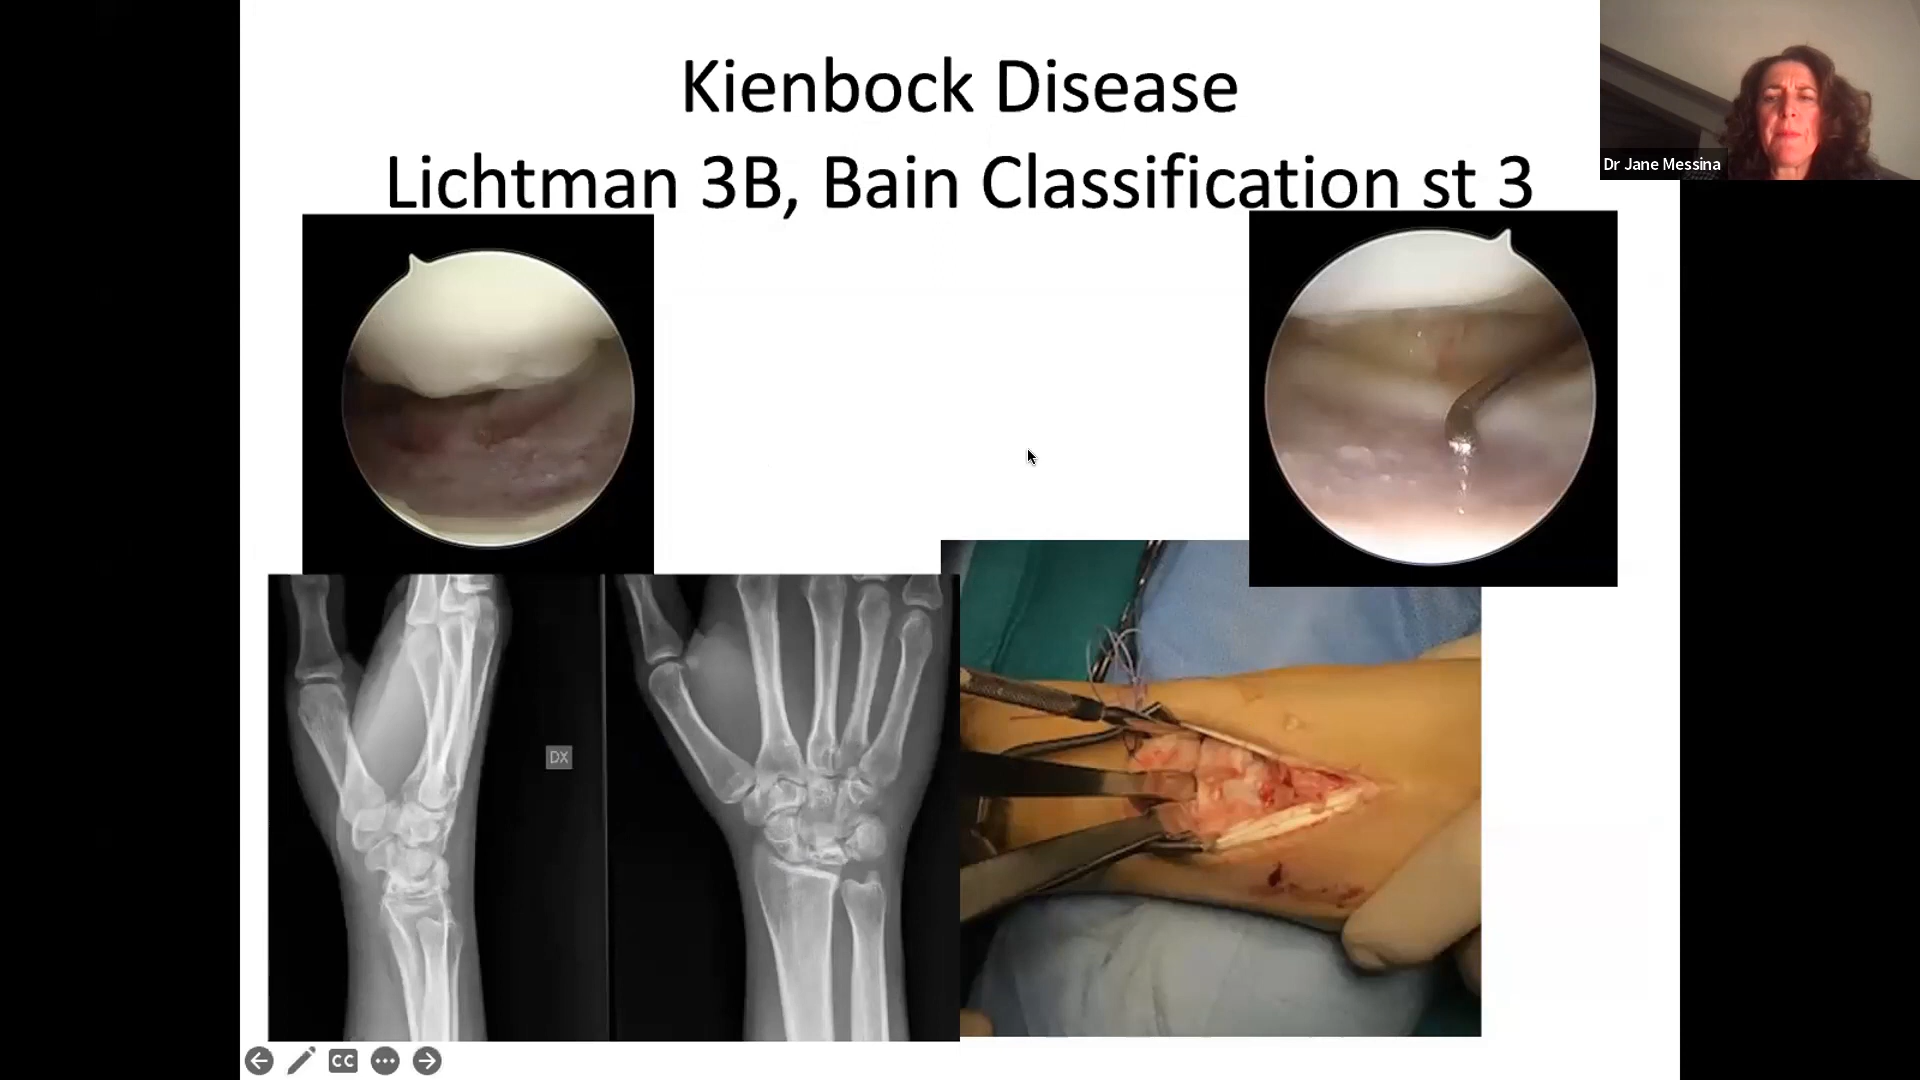 Kienbock Disease
Lichtman 3B, Bain Classification st 3
Dr Jane Messina
DX
CC